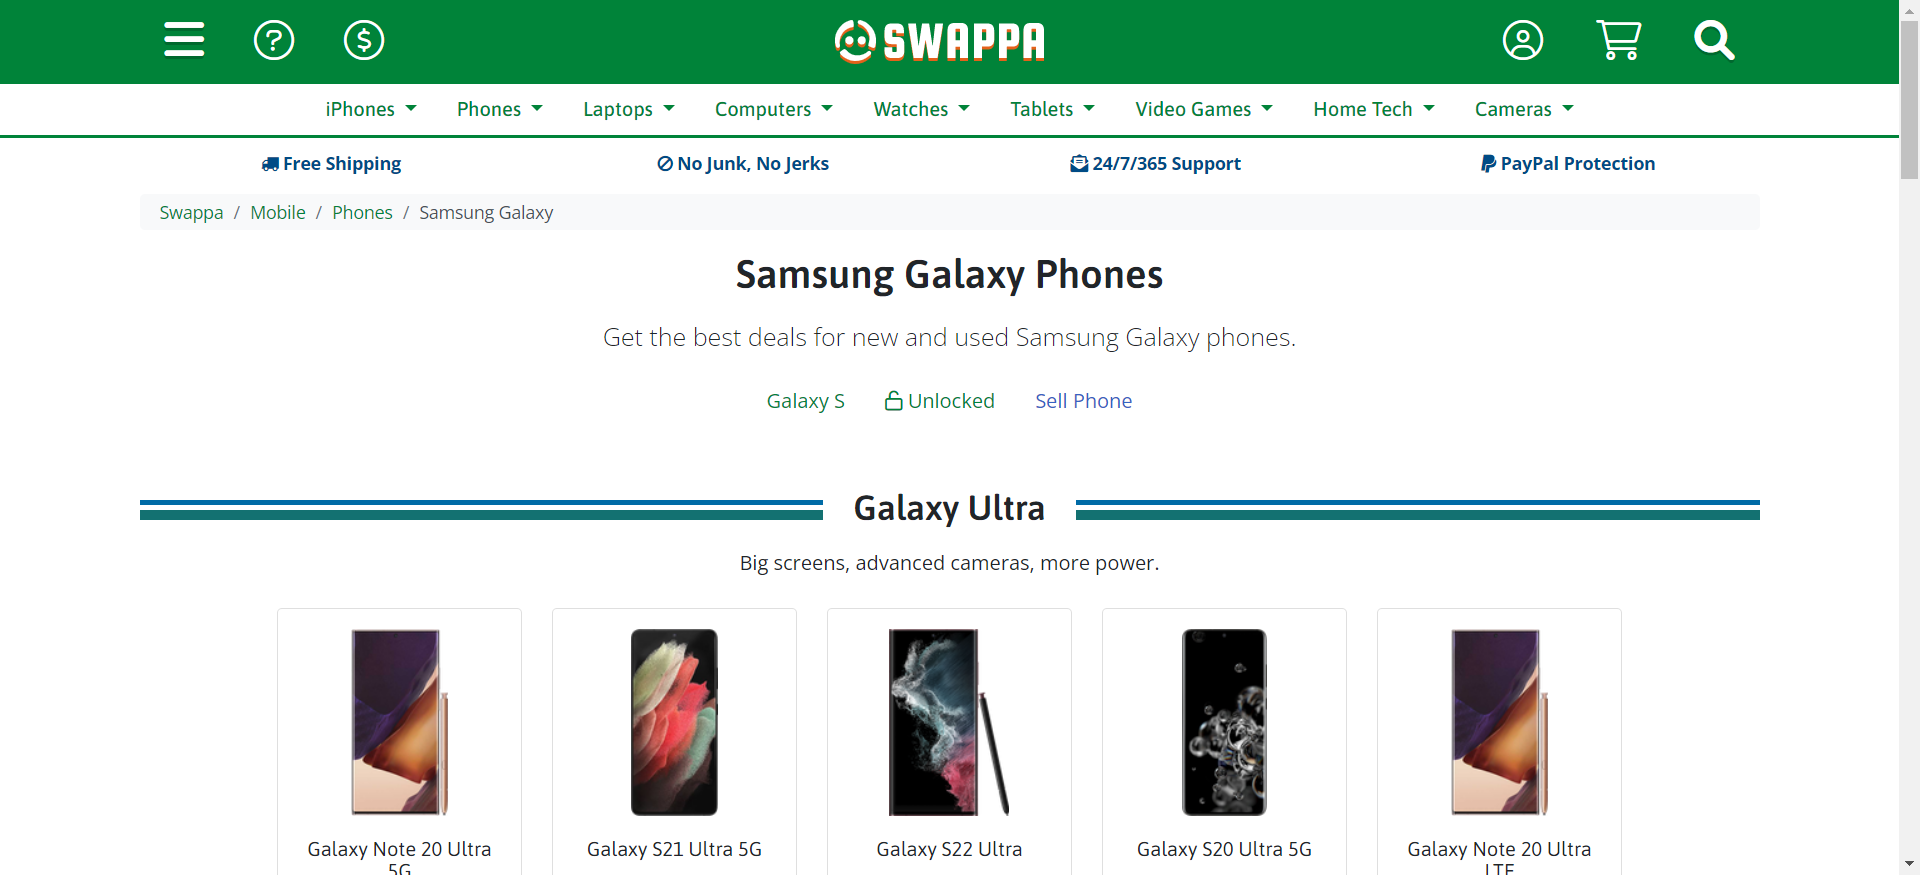 SWAPPA
iPhones
Phones
Laptops
Computers
Watches
Tablets
Video Games
Home Tech
Cameras
Free Shipping
No Junk, No Jerks
24/7/365 Support
PayPal Protection
Swappa / Mobile / Phones / Samsung Galaxy
Samsung Galaxy Phones
Get the best deals for new and used Samsung Galaxy phones.
Galaxy S
Unlocked
Sell Phone
Galaxy Ultra
Big screens, advanced cameras, more power.
Galaxy Note 20 Ultra
5G
Galaxy S21 Ultra 5G
Galaxy S22 Ultra
Galaxy S20 Ultra 5G
Galaxy Note 20 Ultra
LTE